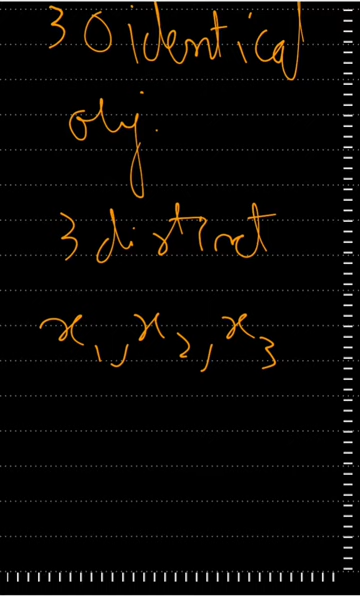 30 identical
obj.
3 distinct
x₁, x₂, x₃